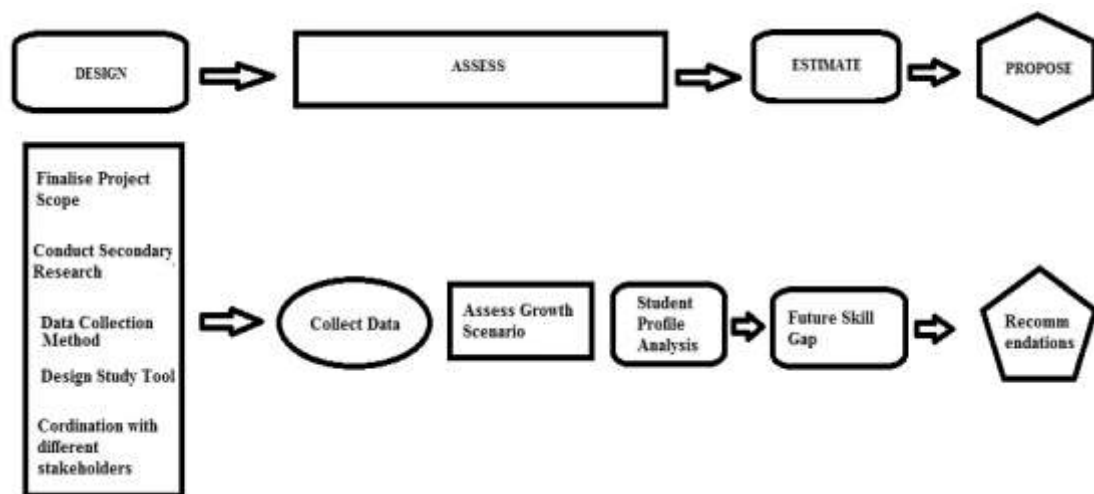 DESIGN
ASSESS
ESTIMATE
PROPOSE
Finalise Project
Scope
Conduct Secondary
Research
Data Collection
Method
Design Study Tool
Cordination with
different
stakeholders
Collect Data
Assess Growth
Scenario
Student
Profile
Analysis
Future Skill
Gap
Recomm
endations